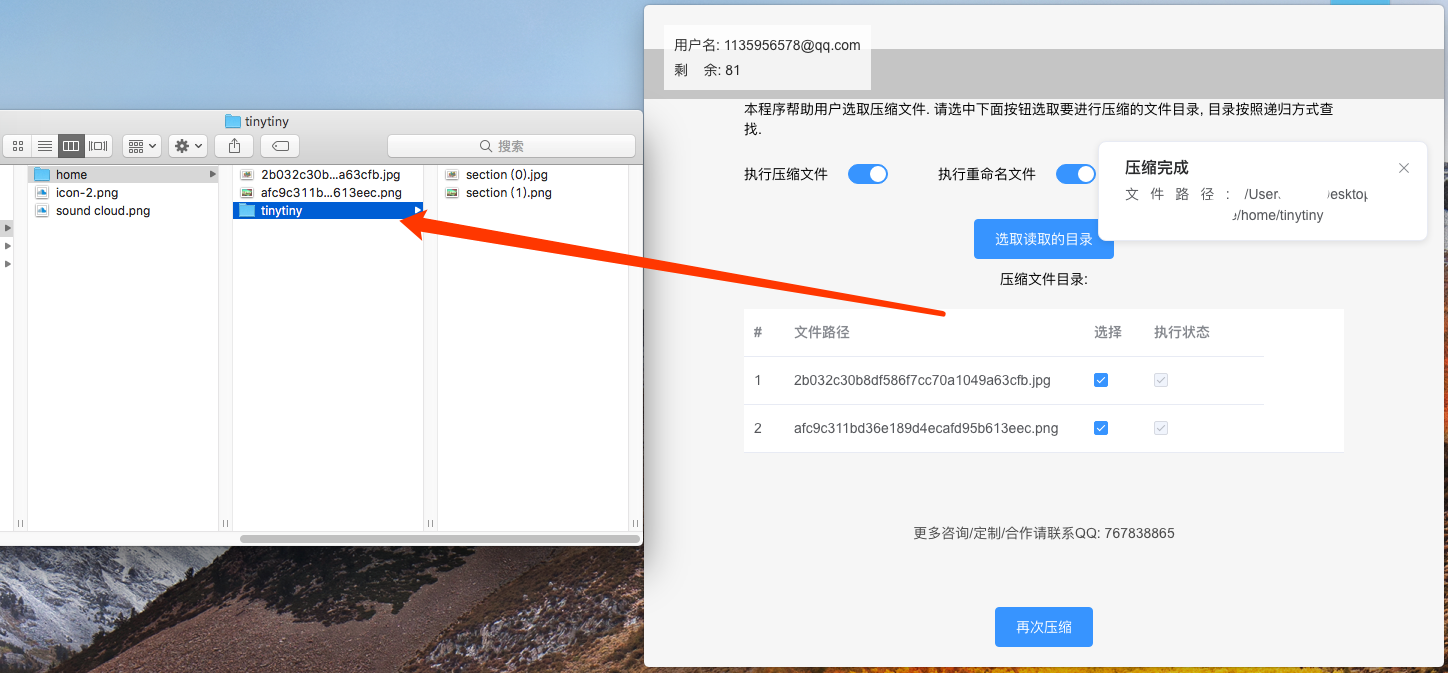 tinytiny
搜索
home
icon-2.png
sound cloud.png
2b032c30b...a63cfb.jpg
afc9c311b...613eec.png
tinytiny
section (0).jpg
section (1).png
用户名: 1135956578@qq.com
剩 余: 81
本程序帮助用户选取压缩文件. 请选中下面按钮选取要进行压缩的文件目录, 目录按照递归方式查
找.
执行压缩文件
执行重命名文件
压缩完成
文件路径: /User
/home/tinytiny
选取读取的目录
压缩文件目录:
# 文件路径 选择 执行状态
1 2b032c30b8df586f7cc70a1049a63cfb.jpg
2 afc9c311bd36e189d4ecafd95b613eec.png
更多咨询/定制/合作请联系QQ: 767838865
再次压缩